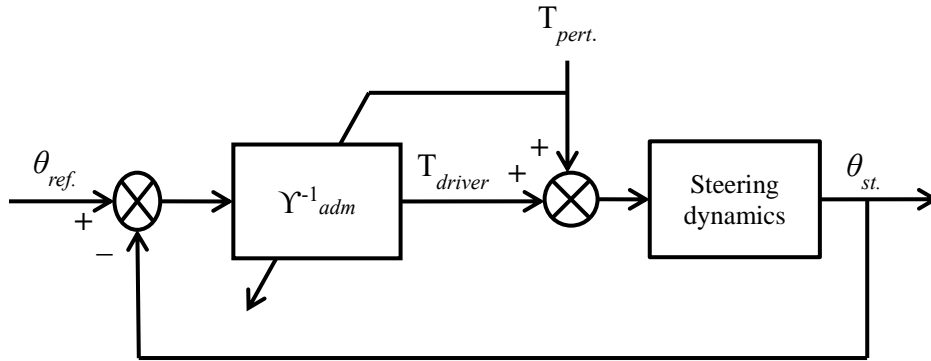 T_pert.
θ_ref.
+
−
ϒ^-1_adm
T_driver
+
+
Steering
dynamics
θ_st.